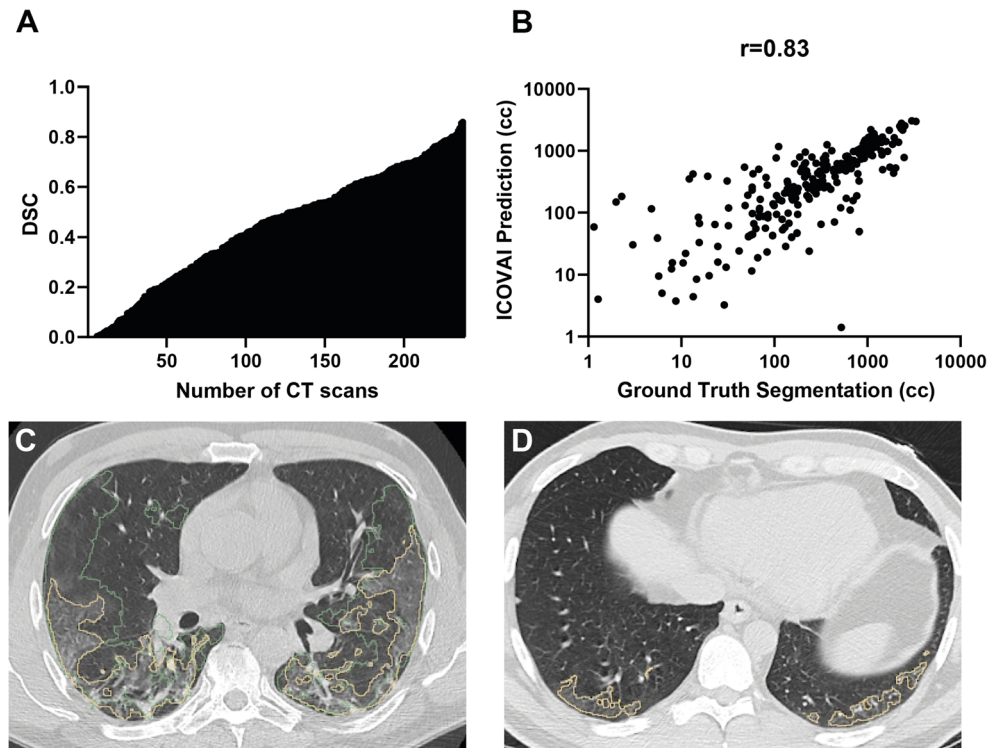 A
1.0
0.8
0.6
0.4
0.2
0.0
DSC
50
100
150
200
Number of CT scans
B
r=0.83
10000
1000
100
10
1
ICOVAI Prediction (cc)
1
10
100
1000
10000
Ground Truth Segmentation (cc)
C
D